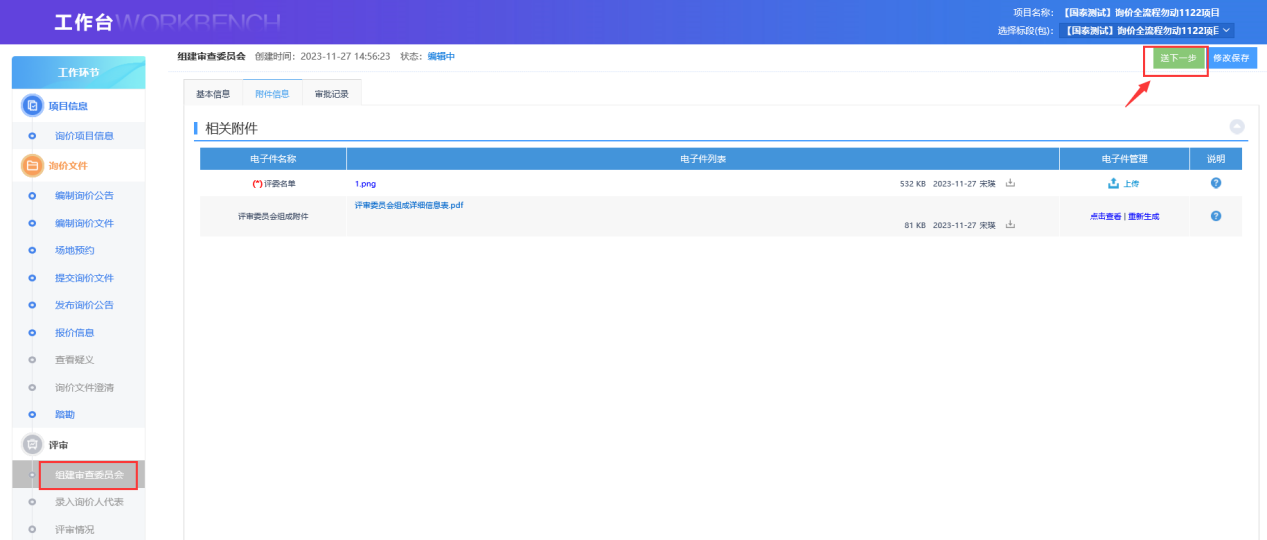 工作台WORKBENCH
项目名称: 【国泰测试】询价全流程勿动1122项目
选择标段(包): 【国泰测试】询价全流程勿动1122项目
组建审查委员会 创建时间: 2023-11-27 14:56:23 状态: 编辑中
送下一步 修改保存
工作环节
基本信息 附件信息 审批记录
项目信息
相关附件
询价项目信息
电子件名称 电子件列表 电子件管理 说明
询价文件
(*)评委名单 1.png 532 KB 2023-11-27 宋瑛 上传
编制询价公告
评审委员会组成附件 评审委员会组成详细信息表.pdf 81 KB 2023-11-27 宋瑛 点击查看 | 重新生成
编制询价文件
场地预约
提交询价文件
发布询价公告
报价信息
查看疑义
询价文件澄清
踏勘
评审
组建审查委员会
录入询价人代表
评审情况